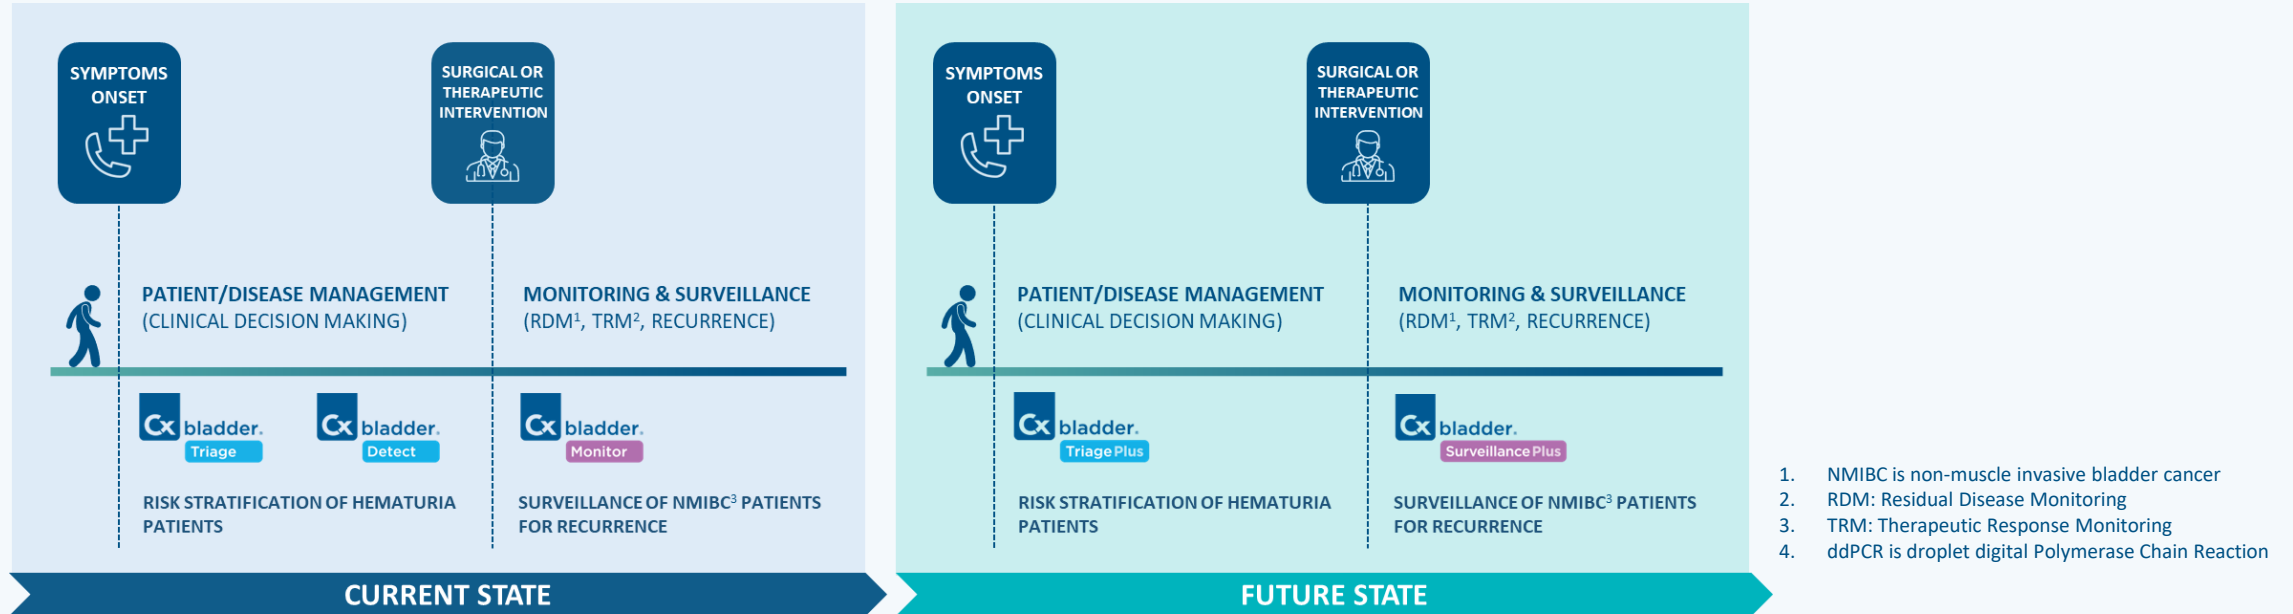 SYMPTOMS
ONSET
SURGICAL OR
THERAPEUTIC
INTERVENTION
PATIENT/DISEASE MANAGEMENT
(CLINICAL DECISION MAKING)
MONITORING & SURVEILLANCE
(RDM¹, TRM², RECURRENCE)
Cx bladder.
Triage
Cx bladder.
Detect
Cx bladder.
Monitor
RISK STRATIFICATION OF HEMATURIA
PATIENTS
SURVEILLANCE OF NMIBC³ PATIENTS
FOR RECURRENCE
CURRENT STATE
SYMPTOMS
ONSET
SURGICAL OR
THERAPEUTIC
INTERVENTION
PATIENT/DISEASE MANAGEMENT
(CLINICAL DECISION MAKING)
MONITORING & SURVEILLANCE
(RDM¹, TRM², RECURRENCE)
Cx bladder.
Triage Plus
Cx bladder.
Surveillance Plus
RISK STRATIFICATION OF HEMATURIA
PATIENTS
SURVEILLANCE OF NMIBC³ PATIENTS
FOR RECURRENCE
FUTURE STATE
1. NMIBC is non-muscle invasive bladder cancer
2. RDM: Residual Disease Monitoring
3. TRM: Therapeutic Response Monitoring
4. ddPCR is droplet digital Polymerase Chain Reaction